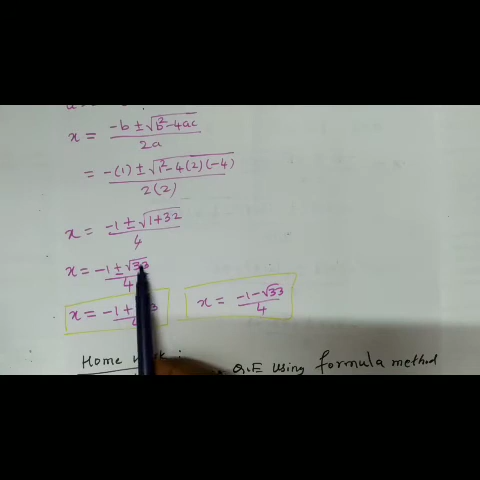 x = -b ± √b²-4ac / 2a
= -(1) ± √1²-4(2)(-4) / 2(2)
x = -1 ± √1+32 / 4
x = -1 ± √33 / 4
x = -1 + 3 / x = -1-√33 / 4
Home : Q.E using formula method